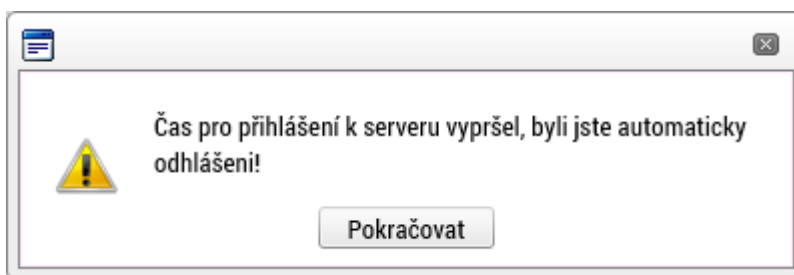 Čas pro přihlášení k serveru vypršel, byli jste automaticky
odhlášeni!
Pokračovat